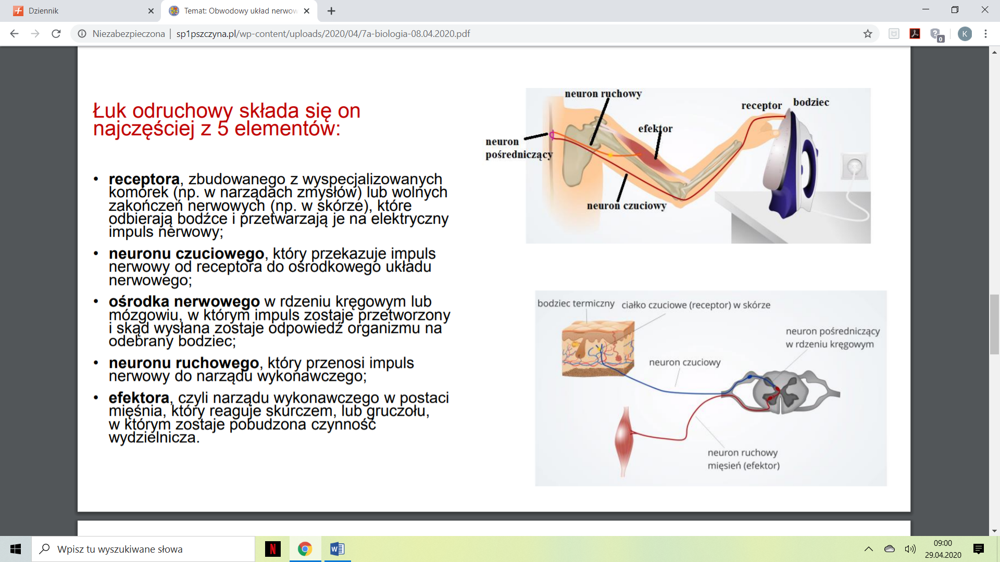 Dziennik
Temat: Obwodowy układ nerwow
Niezabezpieczona
sp1pszczyna.pl/wp-content/uploads/2020/04/7a-biologia-08.04.2020.pdf
0
K
Łuk odruchowy składa się on
najczęściej z 5 elementów:
• receptora, zbudowanego z wyspecjalizowanych
komórek (np. w narządach zmysłów) lub wolnych
zakończeń nerwowych (np. w skórze), które
odbierają bodźce i przetwarzają je na elektryczny
impuls nerwowy;
• neuronu czuciowego, który przekazuje impuls
nerwowy od receptora do ośrodkowego układu
nerwowego;
• ośrodka nerwowego w rdzeniu kręgowym lub
mózgowiu, w którym impuls zostaje przetworzony
i skąd wysłana zostaje odpowiedź organizmu na
odebrany bodziec;
• neuronu ruchowego, który przenosi impuls
nerwowy do narządu wykonawczego;
• efektora, czyli narządu wykonawczego w postaci
mięśnia, który reaguje skurczem, lub gruczołu,
w którym zostaje pobudzona czynność
wydzielnicza.
neuron ruchowy
receptor
bodziec
efektor
neuron
pośredniczący
neuron czuciowy
bodziec termiczny
ciałko czuciowe (receptor) w skórze
neuron pośredniczący
w rdzeniu kręgowym
neuron czuciowy
neuron ruchowy
mięsień (efektor)
Wpisz tu wyszukiwane słowa
N
W
09:00
29.04.2020